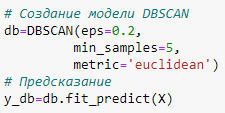 # Создание модели DBSCAN
db=DBSCAN(eps=0.2,
          min_samples=5,
          metric='euclidean')
# Предсказание
y_db=db.fit_predict(X)